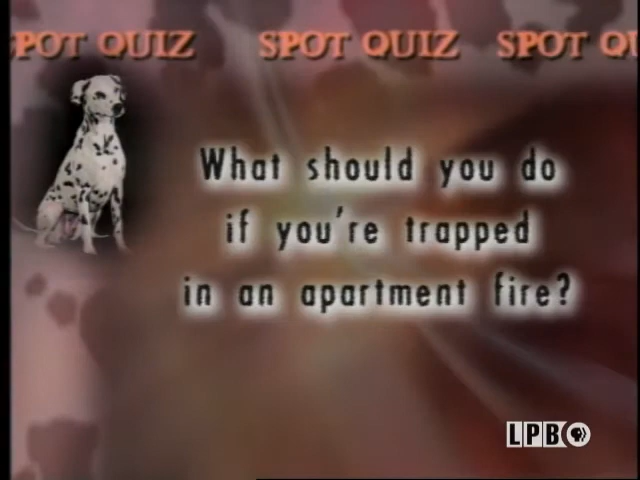 SPOT QUIZ SPOT QUIZ SPOT QU
What should you do
if you're trapped
in an apartment fire?
LPB